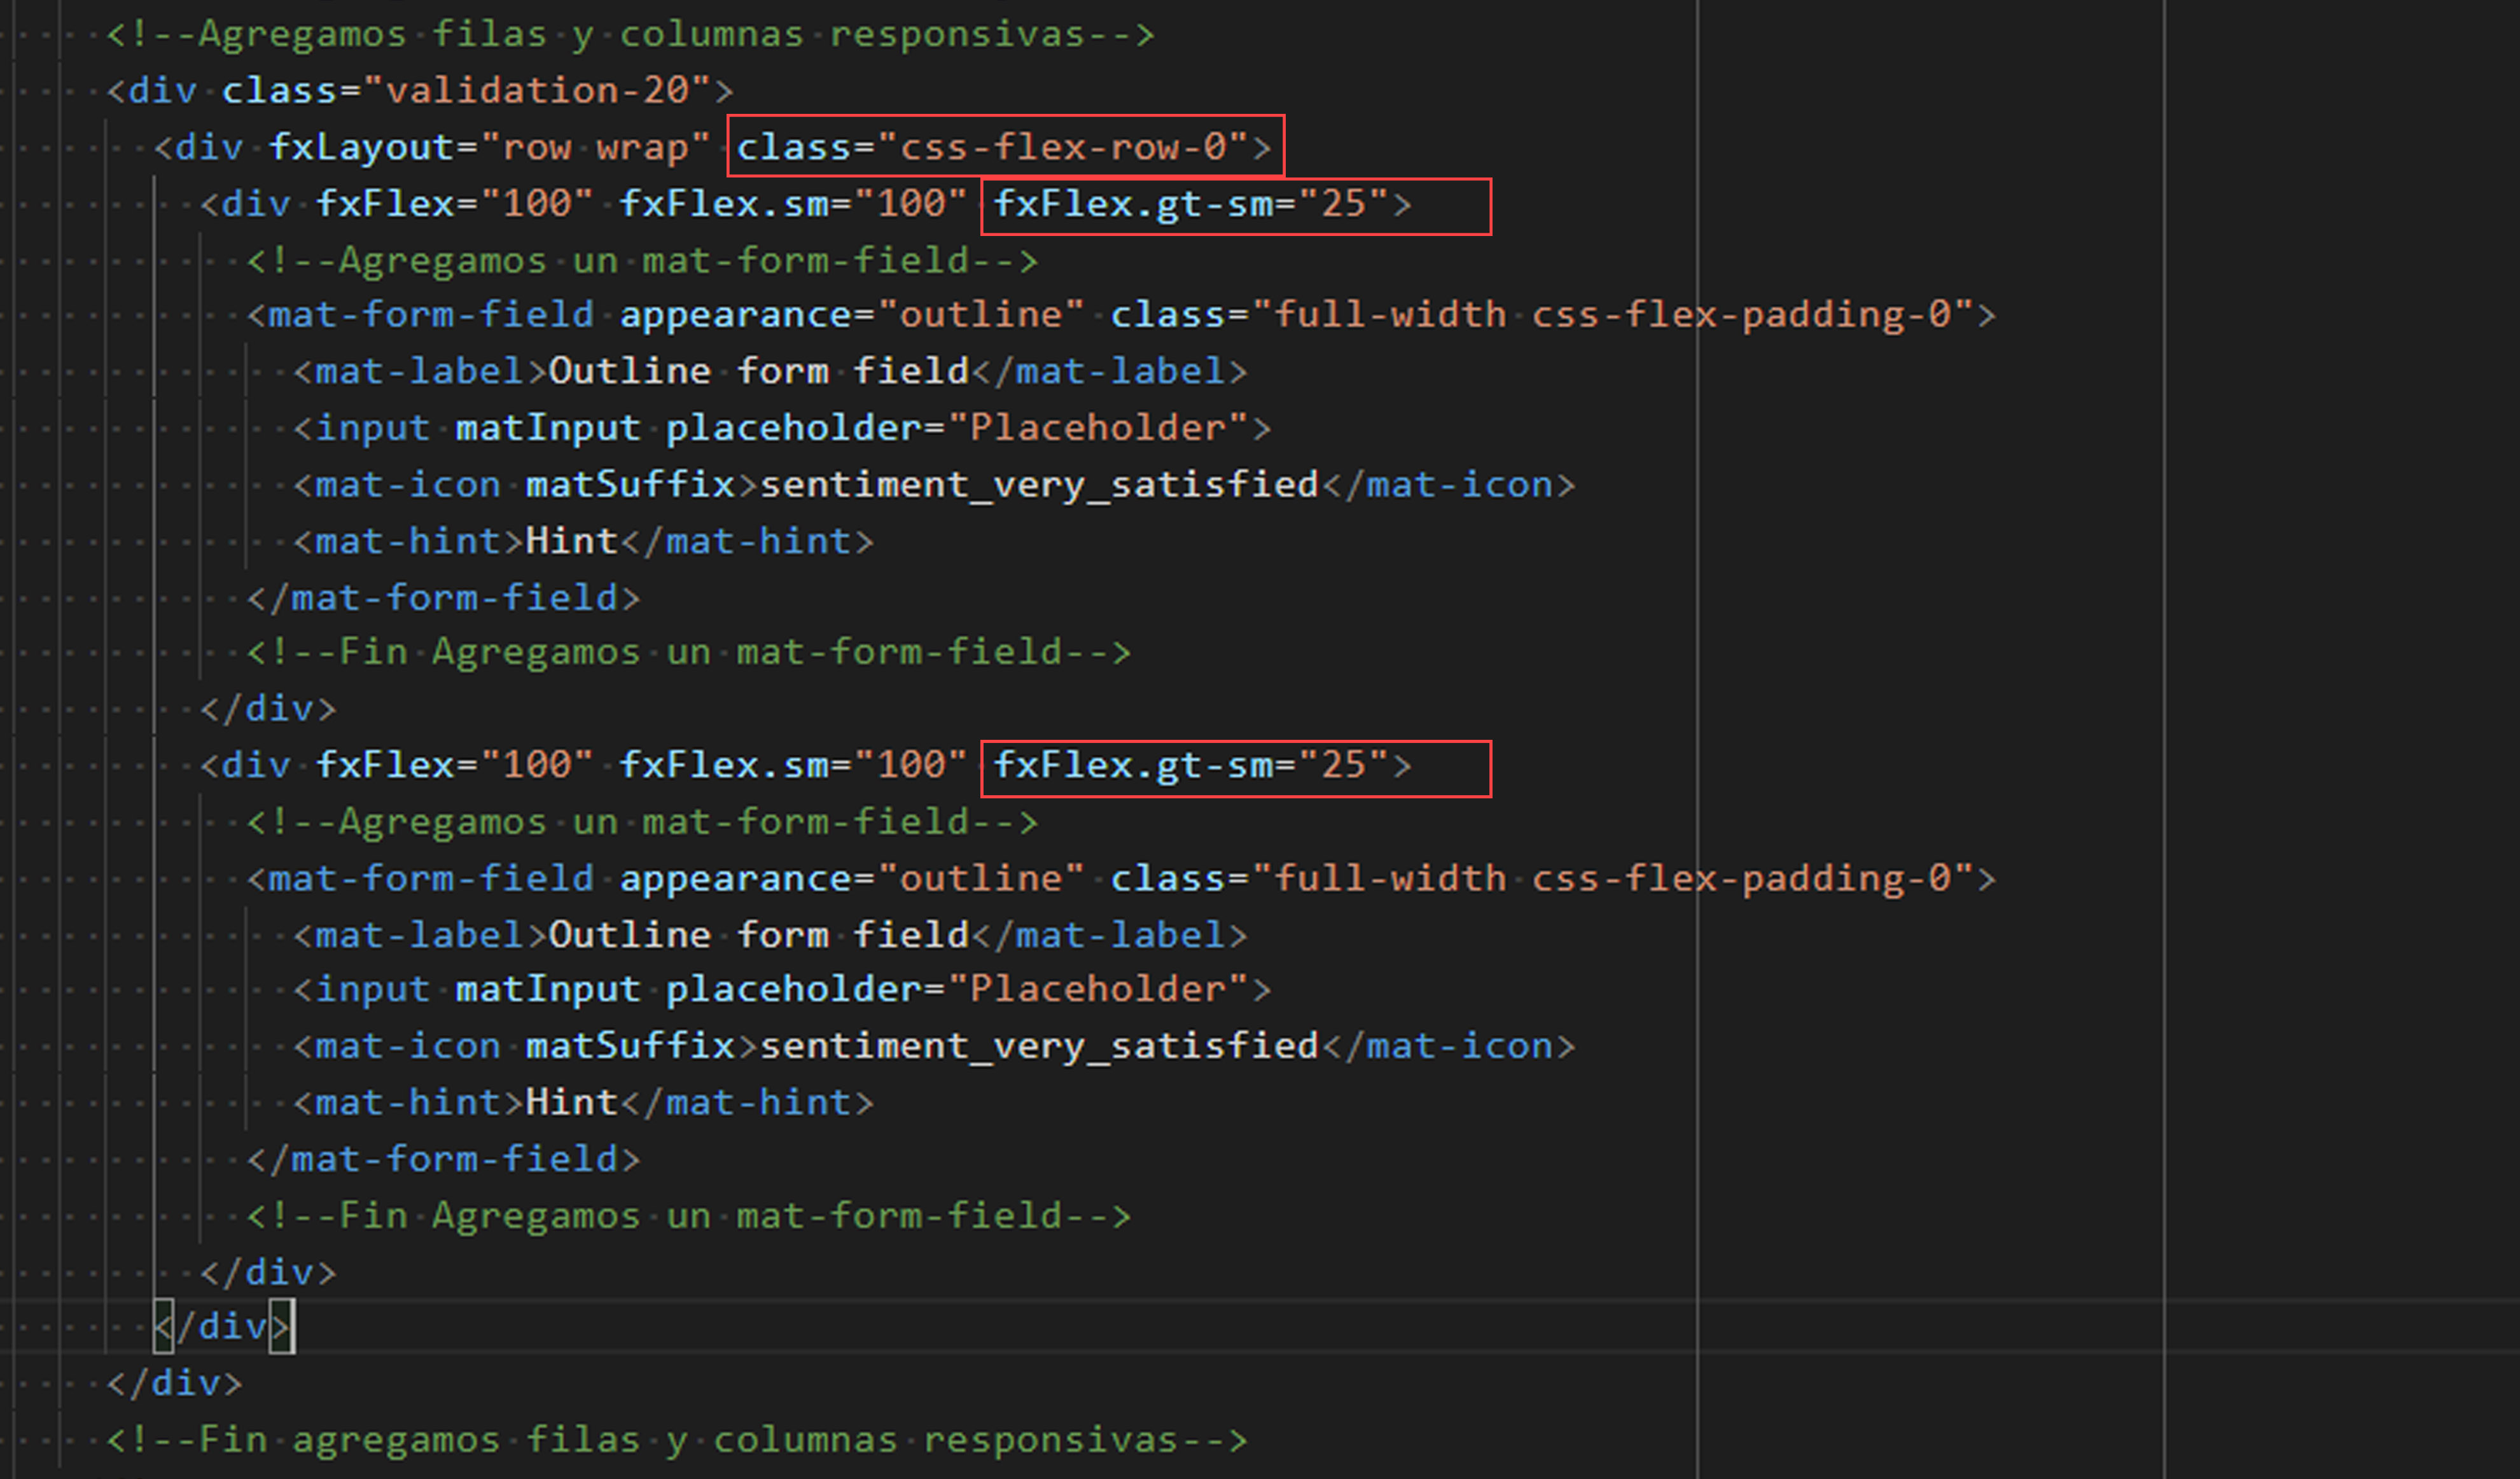 <!--Agregamos filas y columnas responsivas-->
<div class="validation-20">
<div fxLayout="row wrap" class="css-flex-row-0">
<div fxFlex="100" fxFlex.sm="100" fxFlex.gt-sm="25">
<!--Agregamos un mat-form-field-->
<mat-form-field appearance="outline" class="full-width css-flex-padding-0">
<mat-label>Outline form field</mat-label>
<input matInput placeholder="Placeholder">
<mat-icon matSuffix>sentiment_very_satisfied</mat-icon>
<mat-hint>Hint</mat-hint>
</mat-form-field>
<!--Fin Agregamos un mat-form-field-->
</div>
<div fxFlex="100" fxFlex.sm="100" fxFlex.gt-sm="25">
<!--Agregamos un mat-form-field-->
<mat-form-field appearance="outline" class="full-width css-flex-padding-0">
<mat-label>Outline form field</mat-label>
<input matInput placeholder="Placeholder">
<mat-icon matSuffix>sentiment_very_satisfied</mat-icon>
<mat-hint>Hint</mat-hint>
</mat-form-field>
<!--Fin Agregamos un mat-form-field-->
</div>
</div>
</div>
<!--Fin agregamos filas y columnas responsivas-->